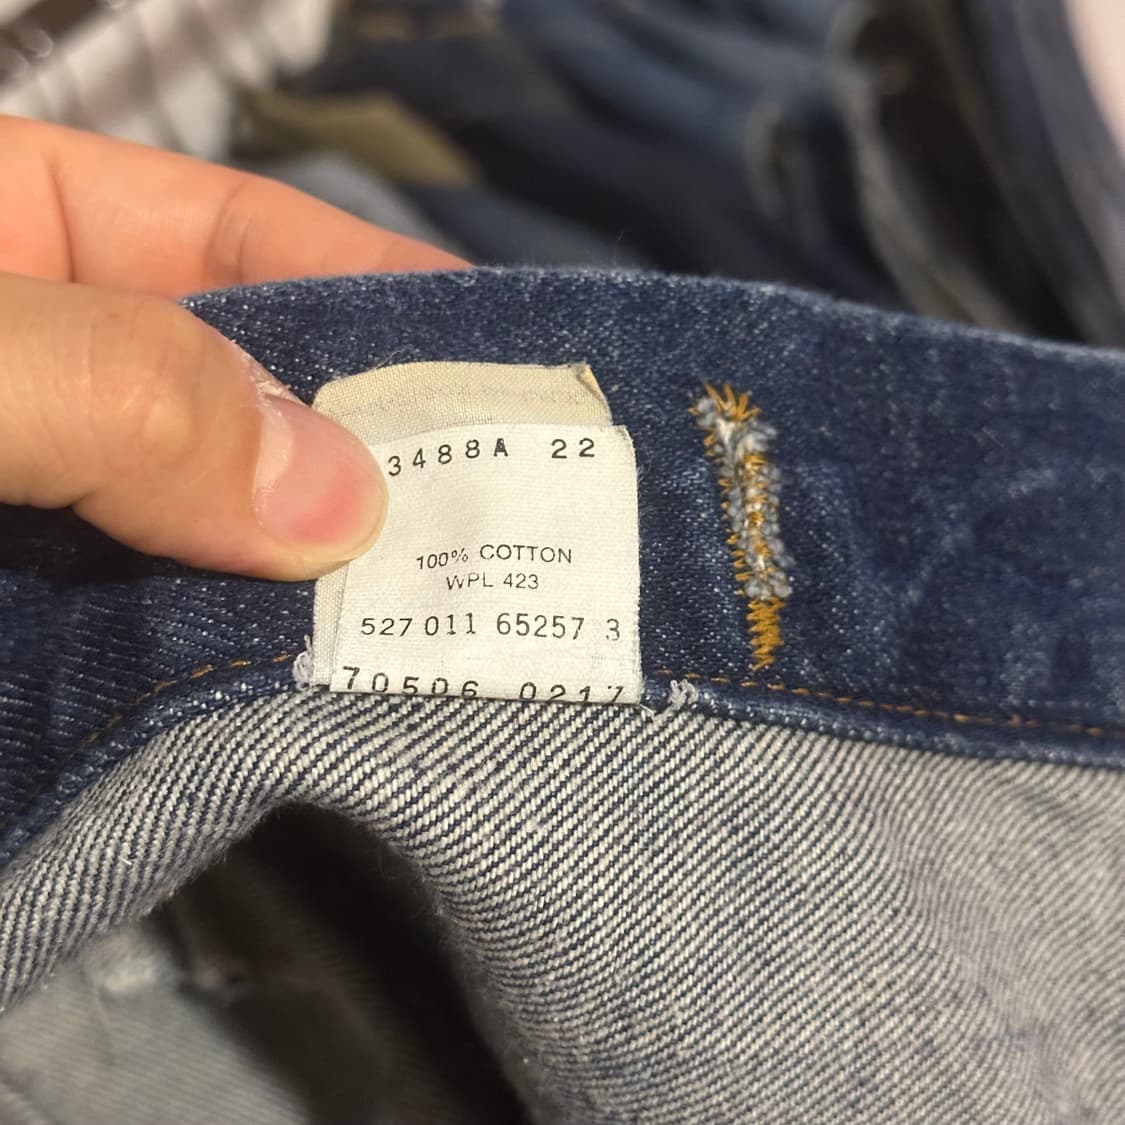 3488A 22
100% COTTON
WPL 423
527 011 65257 3
70506 0217